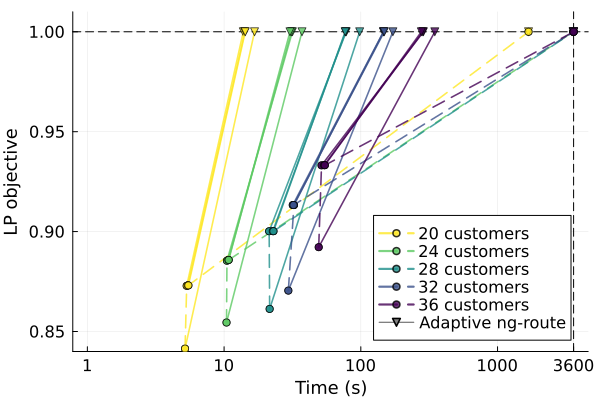 1.00
0.95
0.90
0.85
LP objective
20 customers
24 customers
28 customers
32 customers
36 customers
Adaptive ng-route
1 10 100 1000 3600
Time (s)